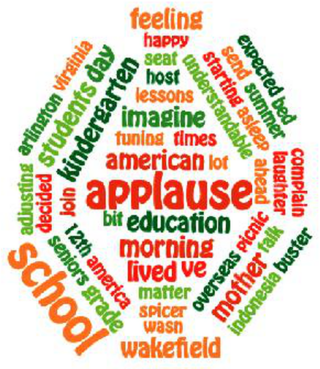 feeling
happy
seat
host
lessons
imagine
tuning times
american lot
applause
bit education
morning
lived ve
matter
spicer
wasn
wakefield
arlington
virginia
students
day
kindergarten
adjusting
decided
join
school
seniors
12th
grade
america
understandable
starting
send
asleep
summer
expected
bed
ahead
laughter
complain
overseas
picnic
mother
talk
indonesia
buster